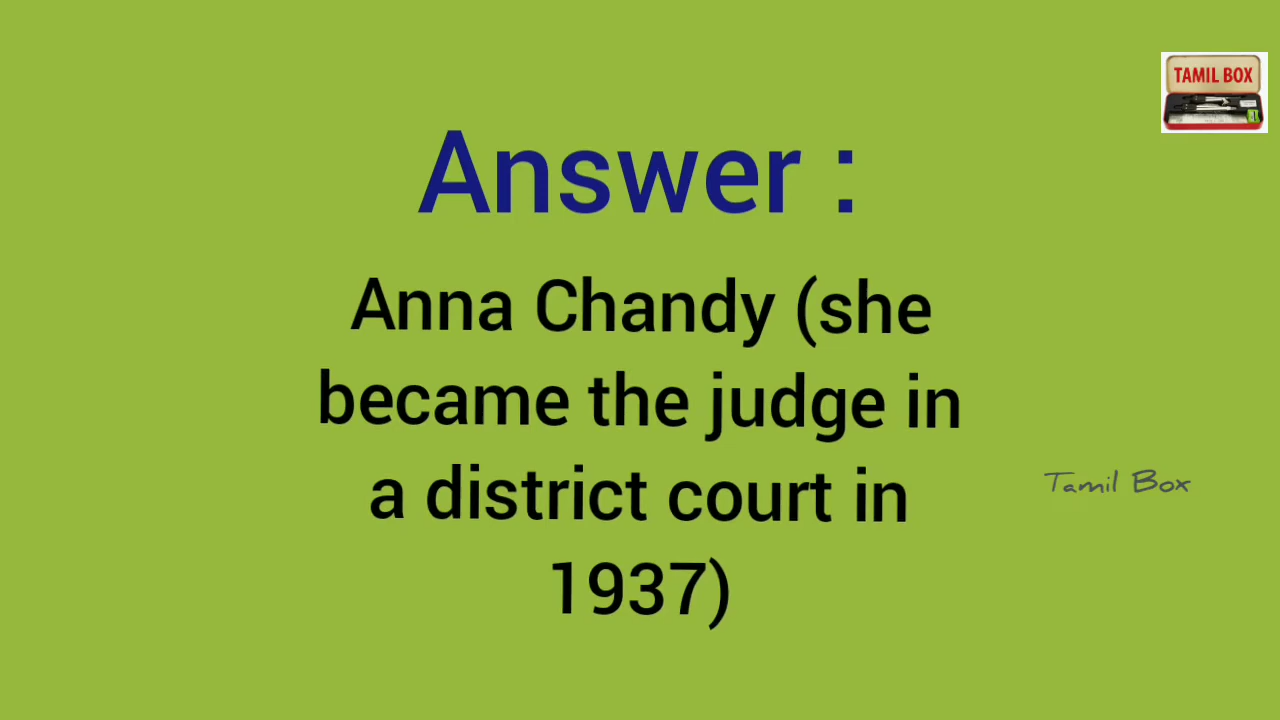 TAMIL BOX
Answer :
Anna Chandy (she
became the judge in
a district court in
Tamil Box
1937)